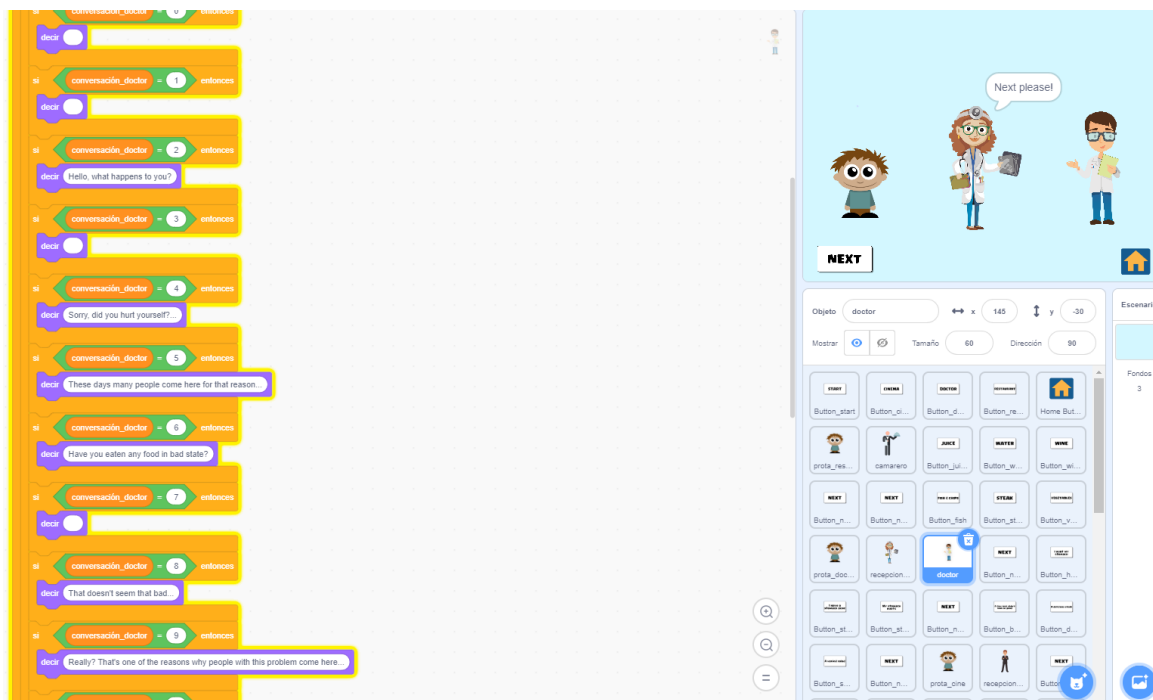 si conversación_doctor = 0 entonces
decir
si conversación_doctor = 1 entonces
decir
si conversación_doctor = 2 entonces
decir Hello, what happens to you?
si conversación_doctor = 3 entonces
decir
si conversación_doctor = 4 entonces
decir Sorry, did you hurt yourself?...
si conversación_doctor = 5 entonces
decir These days many people come here for that reason...
si conversación_doctor = 6 entonces
decir Have you eaten any food in bad state?
si conversación_doctor = 7 entonces
decir
si conversación_doctor = 8 entonces
decir That doesn't seem that bad...
si conversación_doctor = 9 entonces
decir Really? That's one of the reasons why people with this problem come here...
Next please!
NEXT
Objeto doctor x 145 y -30
Mostrar Tamaño 60 Dirección 90
Escenari
Fondos
3
START CINEMA DOCTOR RESTAURANT
Button_start Button_ci... Button_d... Button_re... Home But...
JUICE WATER WINE
prota_res... camarero Button_jui... Button_w... Button_wi...
NEXT NEXT FISH & CHIPS STEAK VEGETABLES
Button_n... Button_n... Button_fish Button_st... Button_v...
NEXT
prota_doc... recepcion... doctor Button_n... Button_h...
NEXT
Button_st... Button_st... Button_n... Button_b... Button_d...
NEXT NEXT
Button_s... Button_n... prota_cine recepcion... Butto